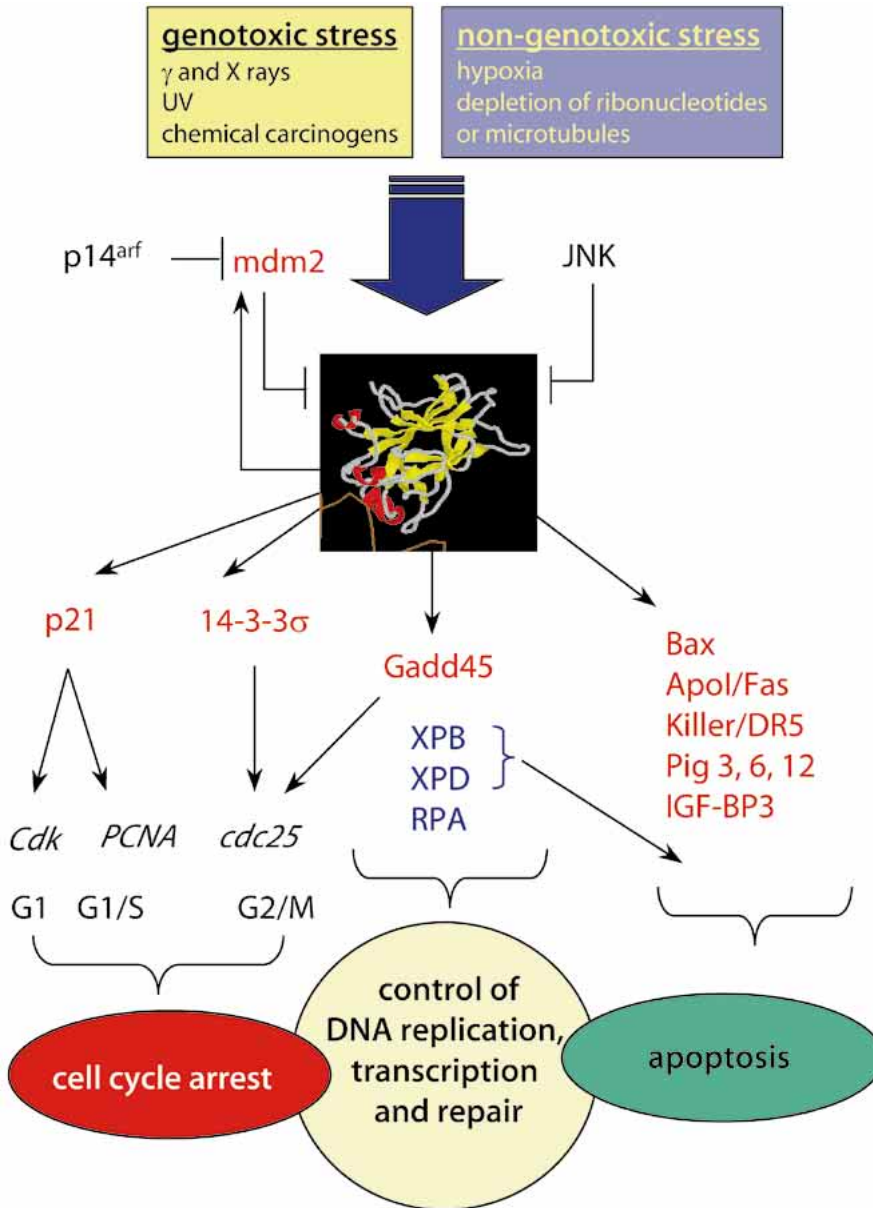 genotoxic stress
γ and X rays
UV
chemical carcinogens
non-genotoxic stress
hypoxia
depletion of ribonucleotides
or microtubules
p14arf
mdm2
JNK
p21
14-3-3σ
Gadd45
Bax
Apol/Fas
Killer/DR5
Pig 3, 6, 12
IGF-BP3
XPB
XPD
RPA
Cdk
PCNA
cdc25
G1
G1/S
G2/M
cell cycle arrest
control of
DNA replication,
transcription
and repair
apoptosis